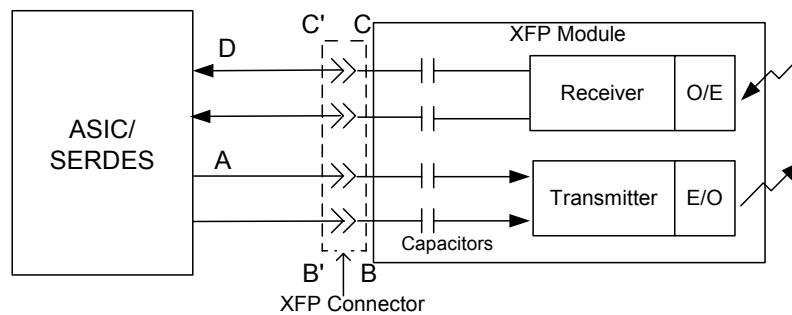 C' C
XFP Module
D
Receiver O/E
ASIC/
SERDES
A
Transmitter E/O
Capacitors
B' B
XFP Connector